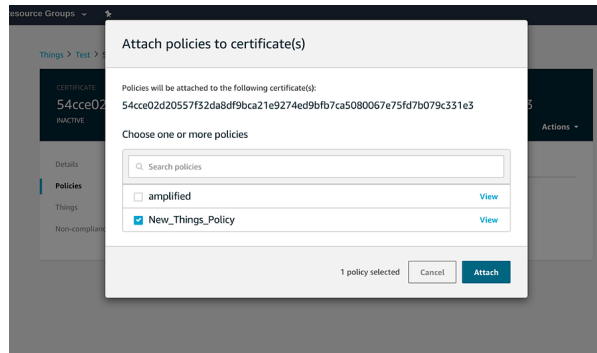 esource Groups
Attach policies to certificate(s)
Things > Test >
CERTIFICATE
Policies will be attached to the following certificate(s):
54cce02
54cce02d20557f32da8df9bca21e9274ed9bfb7ca5080067e75fd7b079c331e3
3
INACTIVE
Actions
Choose one or more policies
Details
Search policies
Policies
amplified
View
Things
New_Things_Policy
View
Non-complianc
1 policy selected
Cancel
Attach